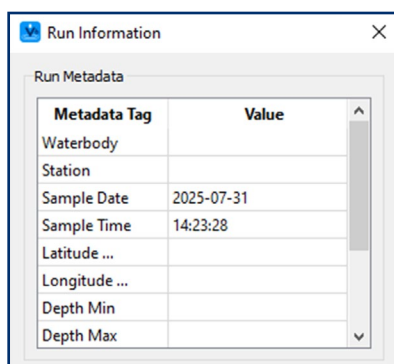 Run Information
Run Metadata
Metadata Tag Value
Waterbody
Station
Sample Date 2025-07-31
Sample Time 14:23:28
Latitude ...
Longitude ...
Depth Min
Depth Max